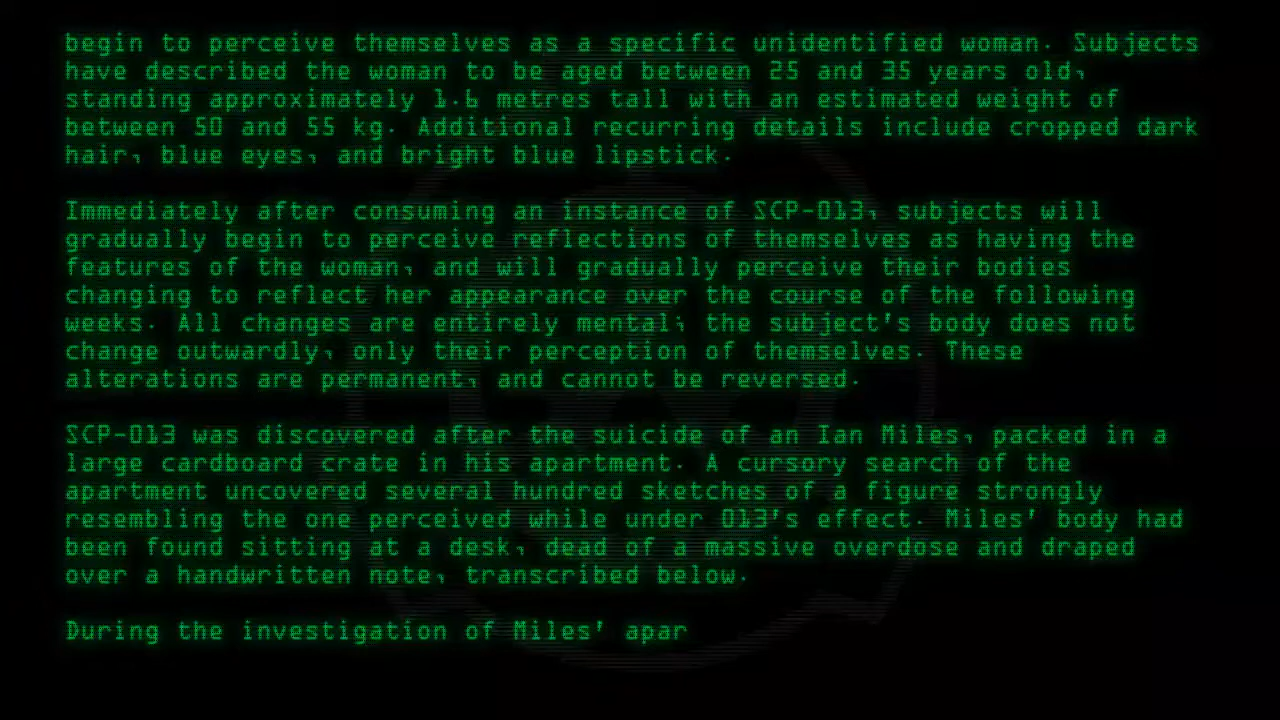 begin to perceive themselves as a specific unidentified woman. Subjects
have described the woman to be aged between 25 and 35 years old,
standing approximately 1.6 metres tall with an estimated weight of
between 50 and 55 kg. Additional recurring details include cropped dark
hair, blue eyes, and bright blue lipstick.
Immediately after consuming an instance of SCP-013, subjects will
gradually begin to perceive reflections of themselves as having the
features of the woman, and will gradually perceive their bodies
changing to reflect her appearance over the course of the following
weeks. All changes are entirely mental; the subject's body does not
change outwardly, only their perception of themselves. These
alterations are permanent, and cannot be reversed.
SCP-013 was discovered after the suicide of an Ian Miles, packed in a
large cardboard crate in his apartment. A cursory search of the
apartment uncovered several hundred sketches of a figure strongly
resembling the one perceived while under 013's effect. Miles' body had
been found sitting at a desk, dead of a massive overdose and draped
over a handwritten note, transcribed below.
During the investigation of Miles' apar